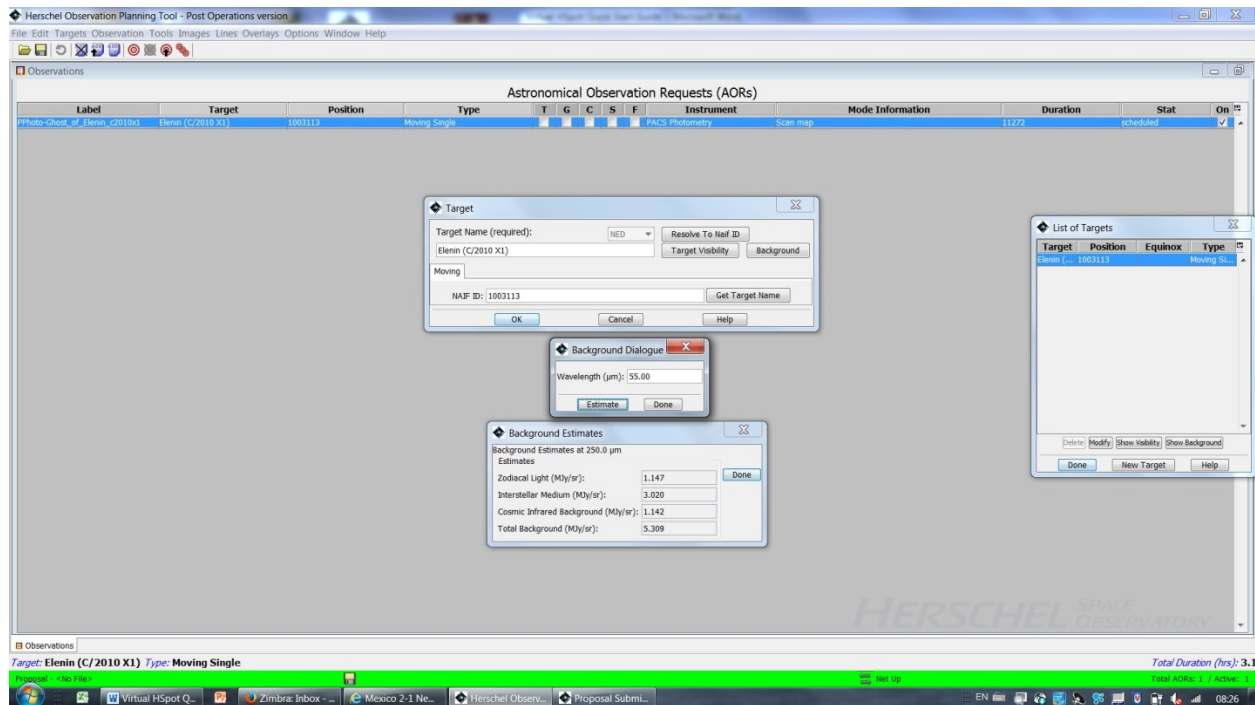 Herschel Observation Planning Tool - Post Operations version
File Edit Targets Observation Tools Images Lines Overlays Options Window Help
Observations
Astronomical Observation Requests (AORs)
Label Target Position Type T G C S F Instrument Mode Information Duration Stat On
PPhoto-Ghost_of_Elenin_c2010x1 Elenin (C/2010 X1) 1003113 Moving Single PACS Photometry Scan map 11272 scheduled
Target
Target Name (required): NED Resolve To Naif ID
Elenin (C/2010 X1) Target Visibility Background
Moving
NAIF ID: 1003113 Get Target Name
OK Cancel Help
Background Dialogue
Wavelength (µm): 55.00
Estimate Done
Background Estimates
Background Estimates at 250.0 µm
Estimates
Zodiacal Light (MJy/sr): 1.147 Done
Interstellar Medium (MJy/sr): 3.020
Cosmic Infrared Background (MJy/sr): 1.142
Total Background (MJy/sr): 5.309
List of Targets
Target Position Equinox Type
Elenin (... 1003113 Moving Si...
Delete Modify Show Visibility Show Background
Done New Target Help
HERSCHEL SPACE OBSERVATORY
Observations
Target: Elenin (C/2010 X1) Type: Moving Single Total Duration (hrs): 3.1
Proposal - <No File> Net Up Total AORs: 1 / Active: 1
Virtual HSpot Q... Zimbra: Inbox - ... Mexico 2-1 Ne... Herschel Observ... Proposal Submi... EN 08:26